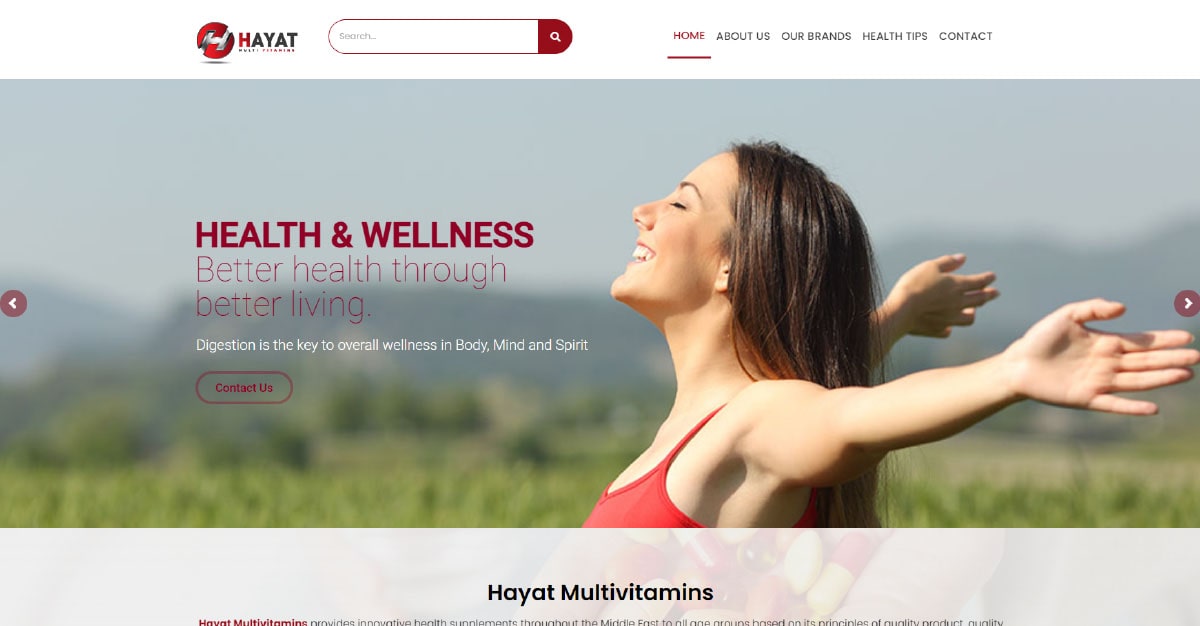 HAYAT
MULTI VITAMINS
Search...
HOME
ABOUT US
OUR BRANDS
HEALTH TIPS
CONTACT
HEALTH & WELLNESS
Better health through
better living.
Digestion is the key to overall wellness in Body, Mind and Spirit
Contact Us
Hayat Multivitamins
Hayat Multivitamins provides innovative health supplements throughout the Middle East to all age groups based on its principles of quality product, quality